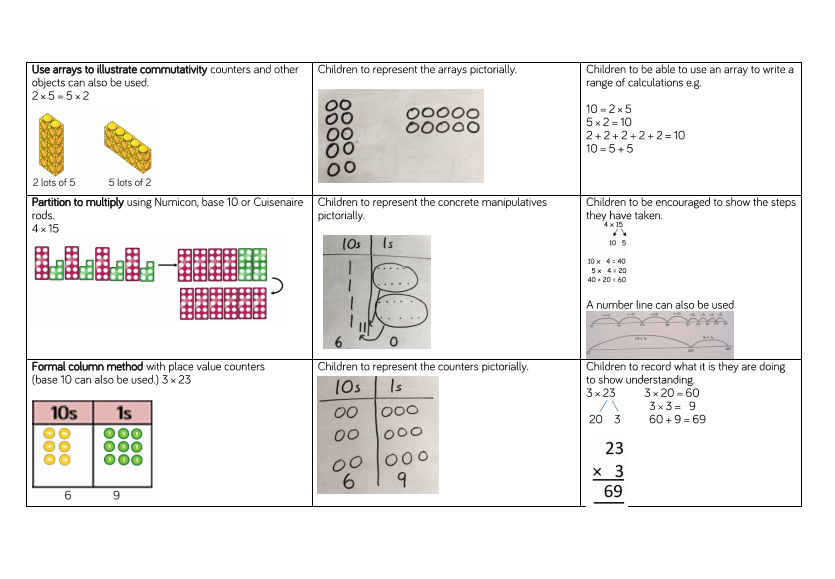 Use arrays to illustrate commutativity counters and other
objects can also be used.
2 × 5 = 5 × 2
2 lots of 5 5 lots of 2
Children to represent the arrays pictorially.
Children to be able to use an array to write a
range of calculations e.g.
10 = 2 × 5
5 × 2 = 10
2 + 2 + 2 + 2 + 2 = 10
10 = 5 + 5
Partition to multiply using Numicon, base 10 or Cuisenaire
rods.
4 × 15
Children to represent the concrete manipulatives
pictorially.
10s 1s
6 0
Children to be encouraged to show the steps
they have taken.
4 × 15
10 5
10 × 4 = 40
5 × 4 = 20
40 + 20 = 60
A number line can also be used
Formal column method with place value counters
(base 10 can also be used.) 3 × 23
10s 1s
6 9
Children to represent the counters pictorially.
10s 1s
6 9
Children to record what it is they are doing
to show understanding.
3 × 23 3 × 20 = 60
3 × 3 = 9
20 3 60 + 9 = 69
23
× 3
69